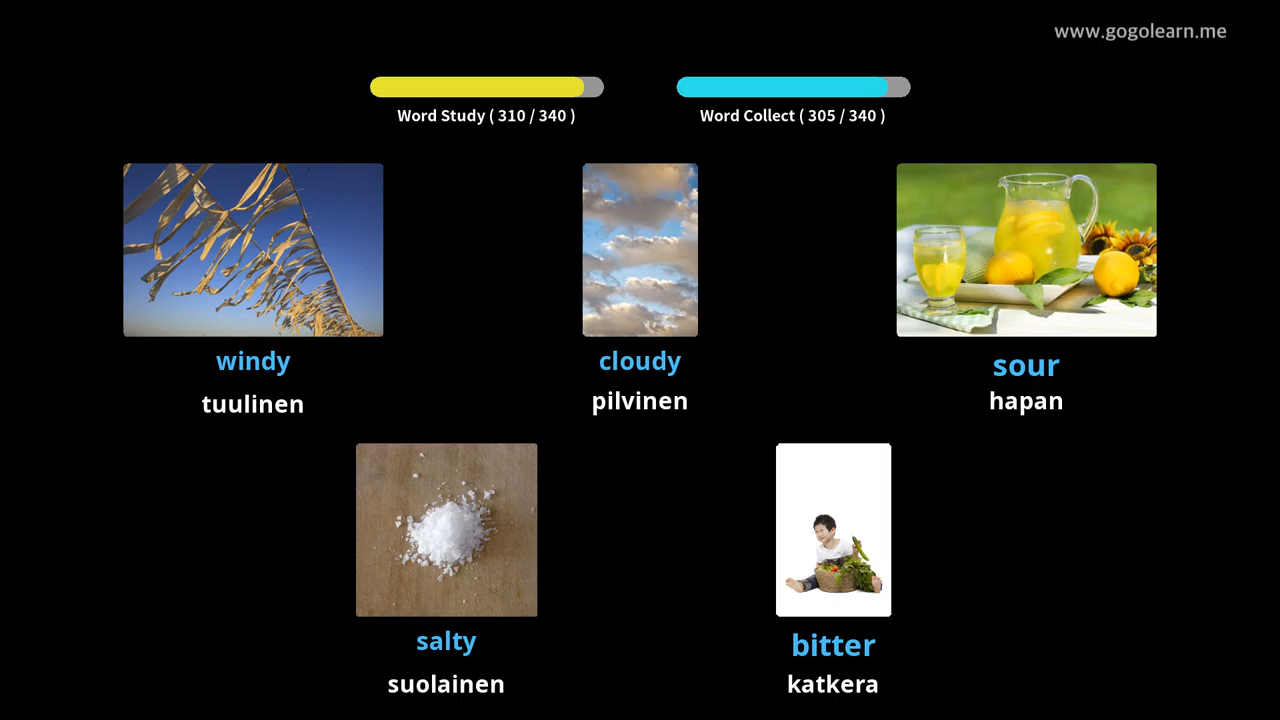 www.gogolearn.me
Word Study ( 310 / 340 )
Word Collect ( 305 / 340 )
windy
cloudy
sour
tuulinen
pilvinen
hapan
salty
bitter
suolainen
katkera